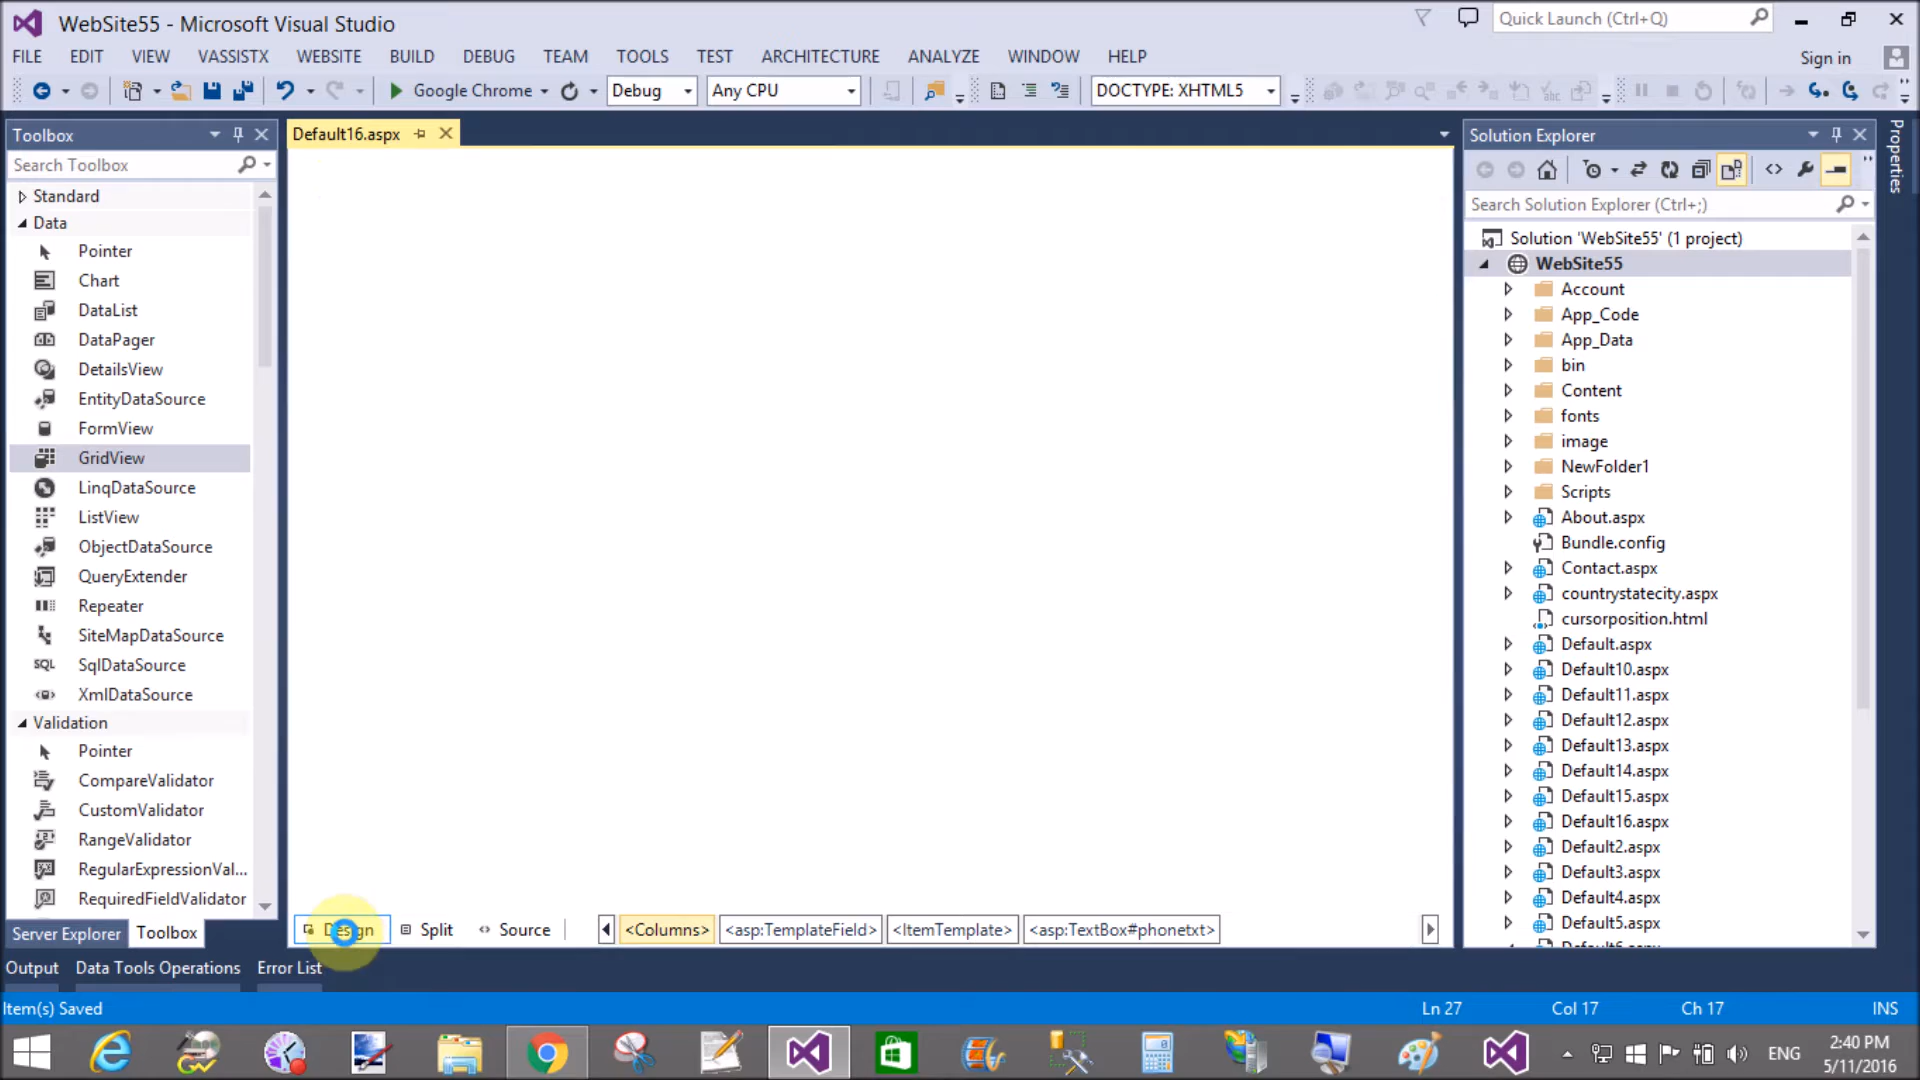 WebSite55 - Microsoft Visual Studio
Quick Launch (Ctrl+Q)
FILE EDIT VIEW VASSISTX WEBSITE BUILD DEBUG TEAM TOOLS TEST ARCHITECTURE ANALYZE WINDOW HELP
Sign in
Google Chrome Debug Any CPU DOCTYPE: XHTML5
Toolbox
Search Toolbox
Standard
Data
Pointer
Chart
DataList
DataPager
DetailsView
EntityDataSource
FormView
GridView
LinqDataSource
ListView
ObjectDataSource
QueryExtender
Repeater
SiteMapDataSource
SQL SqlDataSource
XmlDataSource
Validation
Pointer
CompareValidator
CustomValidator
RangeValidator
RegularExpressionVal...
RequiredFieldValidator
Server Explorer Toolbox
Default16.aspx
Design Split Source <Columns> <asp:TemplateField> <ItemTemplate> <asp:TextBox#phonetxt>
Solution Explorer
Search Solution Explorer (Ctrl+;)
Solution 'WebSite55' (1 project)
WebSite55
Account
App_Code
App_Data
bin
Content
fonts
image
NewFolder1
Scripts
About.aspx
Bundle.config
Contact.aspx
countrystatecity.aspx
cursorposition.html
Default.aspx
Default10.aspx
Default11.aspx
Default12.aspx
Default13.aspx
Default14.aspx
Default15.aspx
Default16.aspx
Default2.aspx
Default3.aspx
Default4.aspx
Default5.aspx
Properties
Output Data Tools Operations Error List
Item(s) Saved Ln 27 Col 17 Ch 17 INS
ENG
2:40 PM
5/11/2016